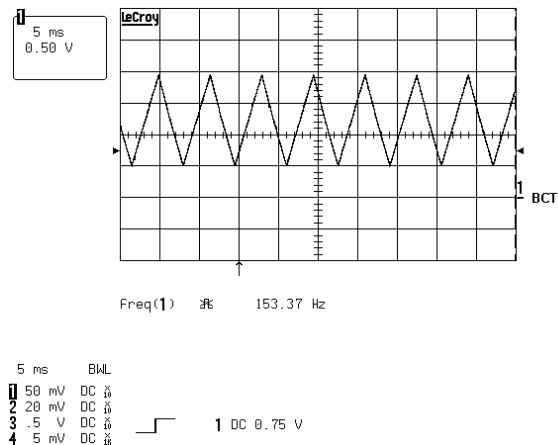 1
5 ms
0.50 V
LeCroy
1
BCT
Freq(1) 153.37 Hz
5 ms BWL
1 50 mV DC
2 20 mV DC
3 .5 V DC
4 5 mV DC
1 DC 0.75 V